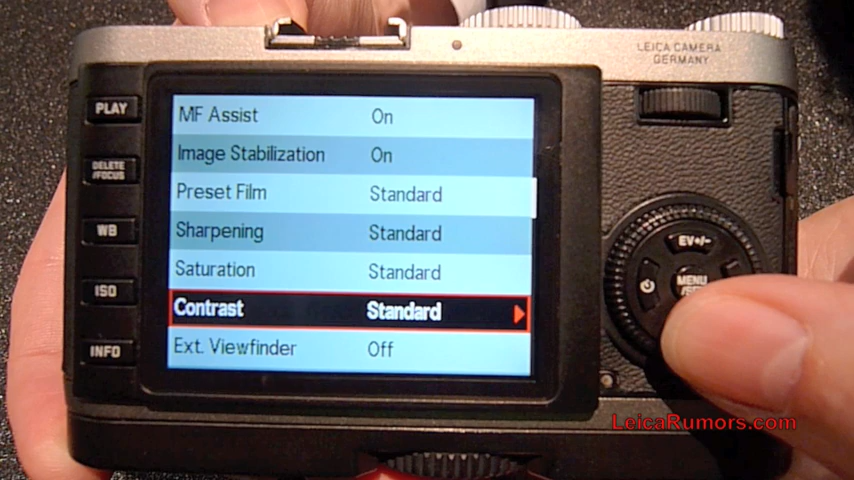 LEICA CAMERA
GERMANY
PLAY
DELETE
/FOCUS
WB
ISO
INFO
MF Assist On
Image Stabilization On
Preset Film Standard
Sharpening Standard
Saturation Standard
Contrast Standard
Ext. Viewfinder Off
EV+/-
MENU
LeicaRumors.com